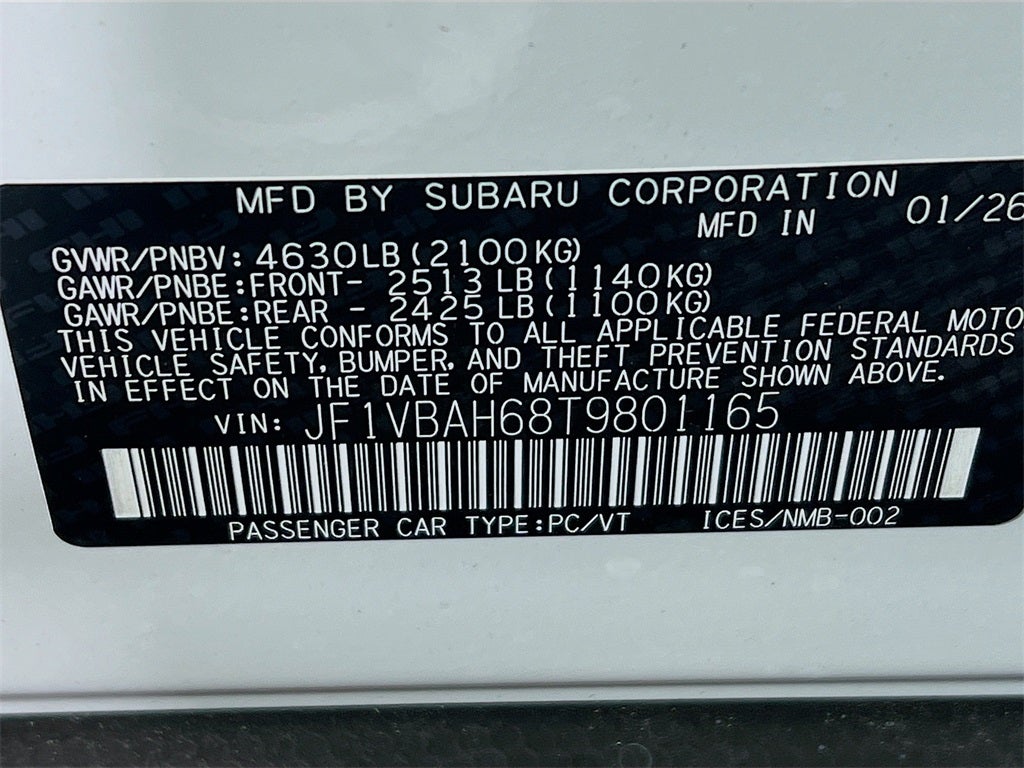 MFD BY SUBARU CORPORATION
MFD IN 01/26
GVWR/PNBV: 4630LB(2100KG)
GAWR/PNBE:FRONT- 2513 LB(1140KG)
GAWR/PNBE:REAR - 2425 LB(1100KG)
THIS VEHICLE CONFORMS TO ALL APPLICABLE FEDERAL MOTO
VEHICLE SAFETY, BUMPER, AND THEFT PREVENTION STANDARDS
IN EFFECT ON THE DATE OF MANUFACTURE SHOWN ABOVE.
VIN: JF1VBAH68T9801165
PASSENGER CAR TYPE:PC/VT ICES/NMB-002